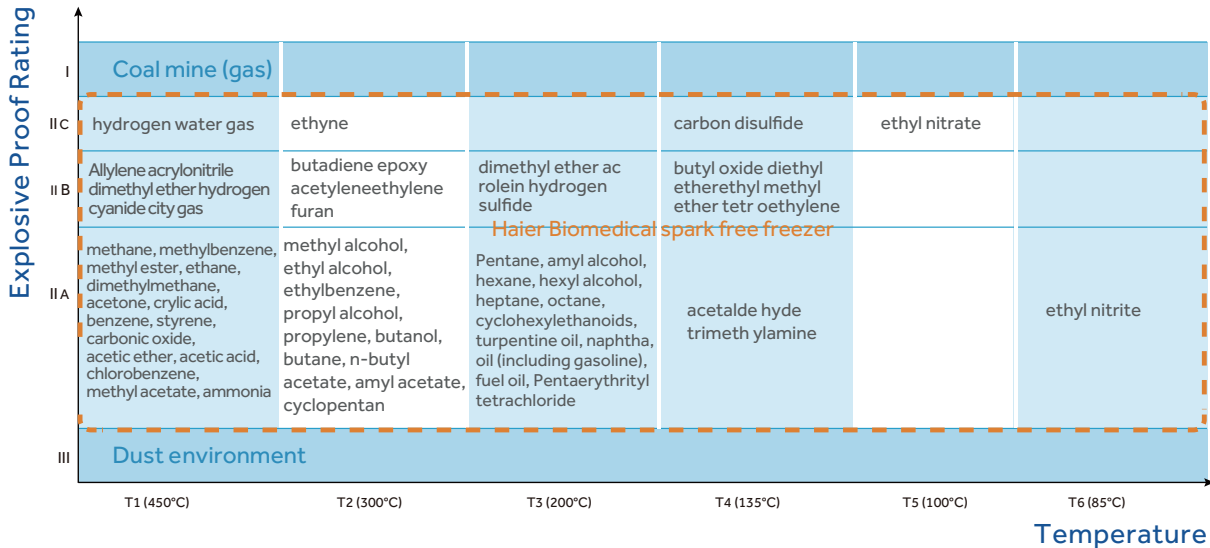 Explosive Proof Rating
I
Coal mine (gas)
II C
hydrogen water gas
ethyne
carbon disulfide
ethyl nitrate
II B
Allylene acrylonitrile
dimethyl ether hydrogen
cyanide city gas
butadiene epoxy
acetyleneethylene
furan
dimethyl ether ac
rolein hydrogen
sulfide
butyl oxide diethyl
etherethyl methyl
ether tetr oethylene
Haier Biomedical spark free freezer
II A
methane, methylbenzene,
methyl ester, ethane,
dimethylmethane,
acetone, crylic acid,
benzene, styrene,
carbonic oxide,
acetic ether, acetic acid,
chlorobenzene,
methyl acetate, ammonia
methyl alcohol,
ethyl alcohol,
ethylbenzene,
propyl alcohol,
propylene, butanol,
butane, n-butyl
acetate, amyl acetate,
cyclopentan
Pentane, amyl alcohol,
hexane, hexyl alcohol,
heptane, octane,
cyclohexylethanoids,
turpentine oil, naphtha,
oil (including gasoline),
fuel oil, Pentaerythrityl
tetrachloride
acetalde hyde
trimeth ylamine
ethyl nitrite
III
Dust environment
T1 (450°C)
T2 (300°C)
T3 (200°C)
T4 (135°C)
T5 (100°C)
T6 (85°C)
Temperature